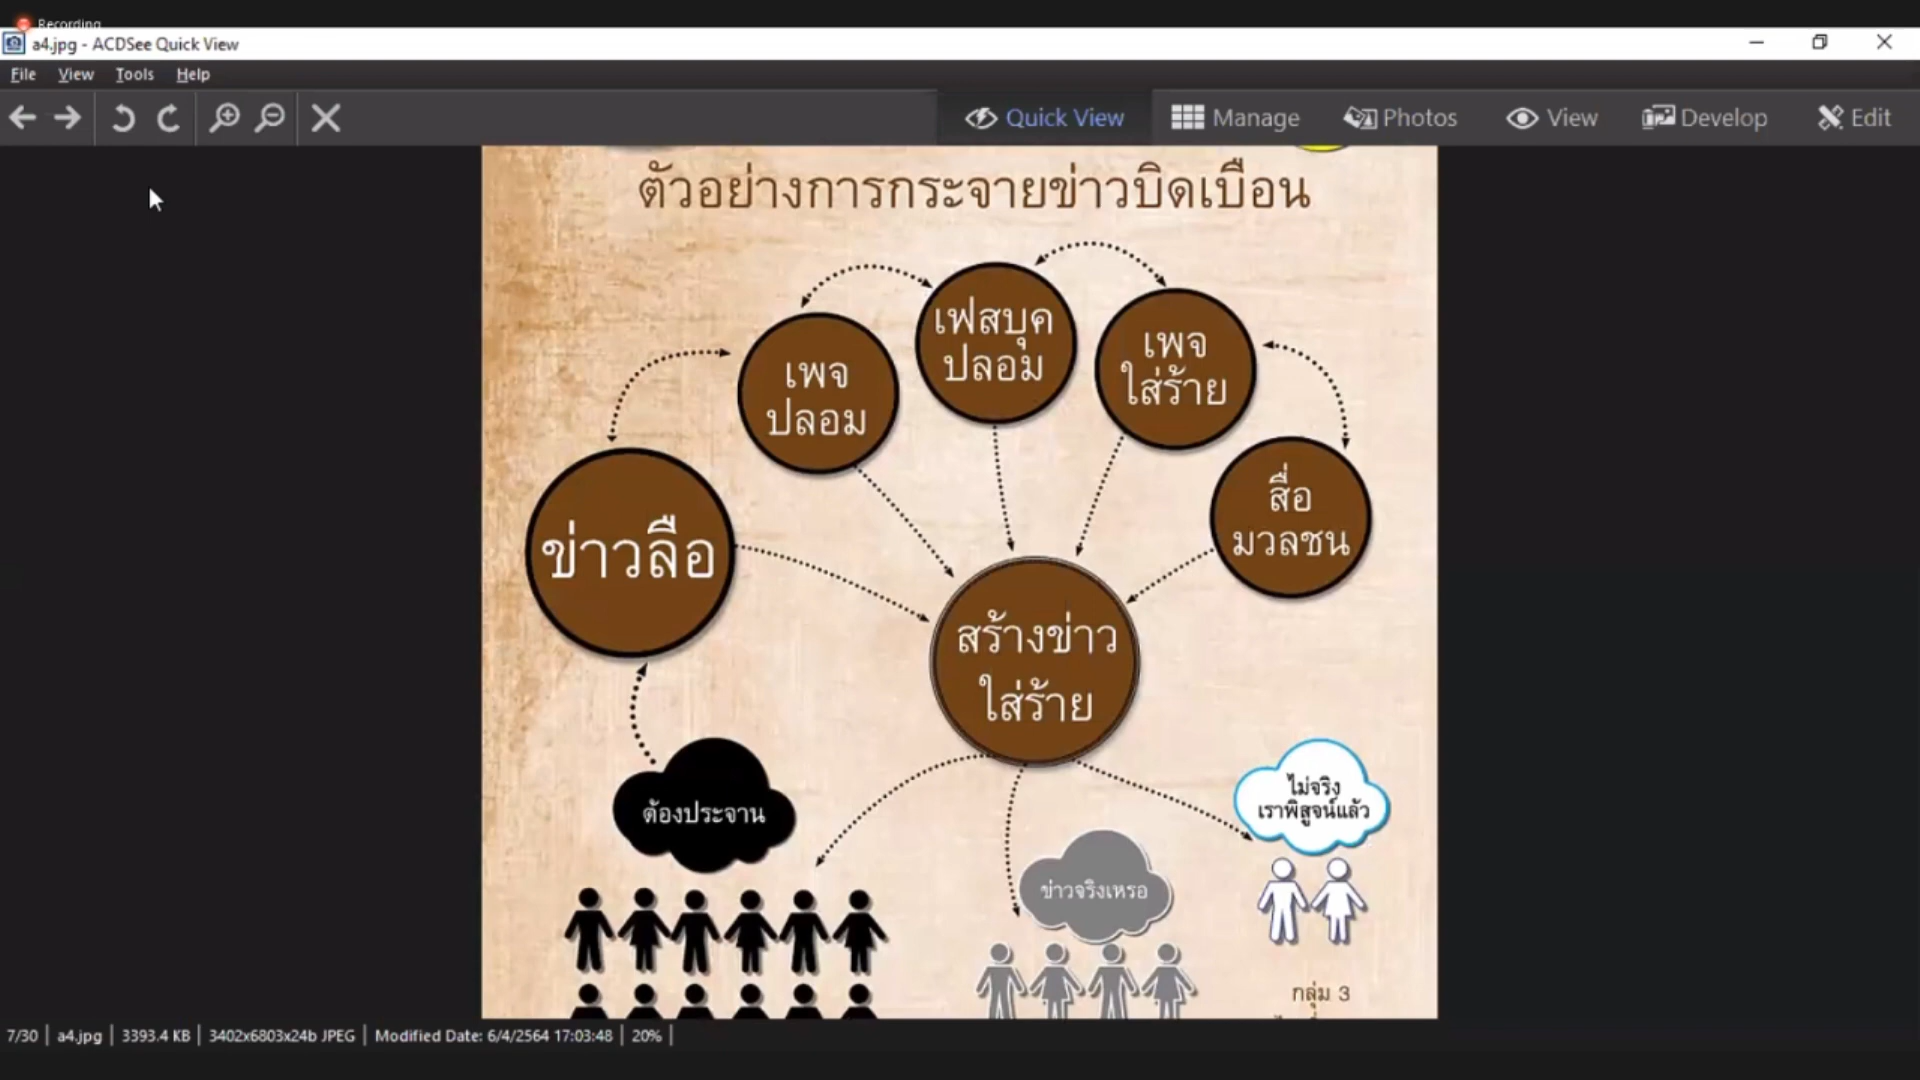 Recording
a4.jpg - ACDSee Quick View
File View Tools Help
Quick View Manage Photos View Develop Edit
ตัวอย่างการกระจายข่าวบิดเบือน
เฟสบุค
ปลอม
เพจ
ใส่ร้าย
เพจ
ปลอม
สื่อ
มวลชน
ข่าวลือ
สร้างข่าว
ใส่ร้าย
ไม่จริง
เราพิสูจน์แล้ว
ต้องประจาน
ข่าวจริงเหรอ
กลุ่ม 3
7/30 a4.jpg 3393.4 KB 3402x6803x24b JPEG Modified Date: 6/4/2564 17:03:48 20%